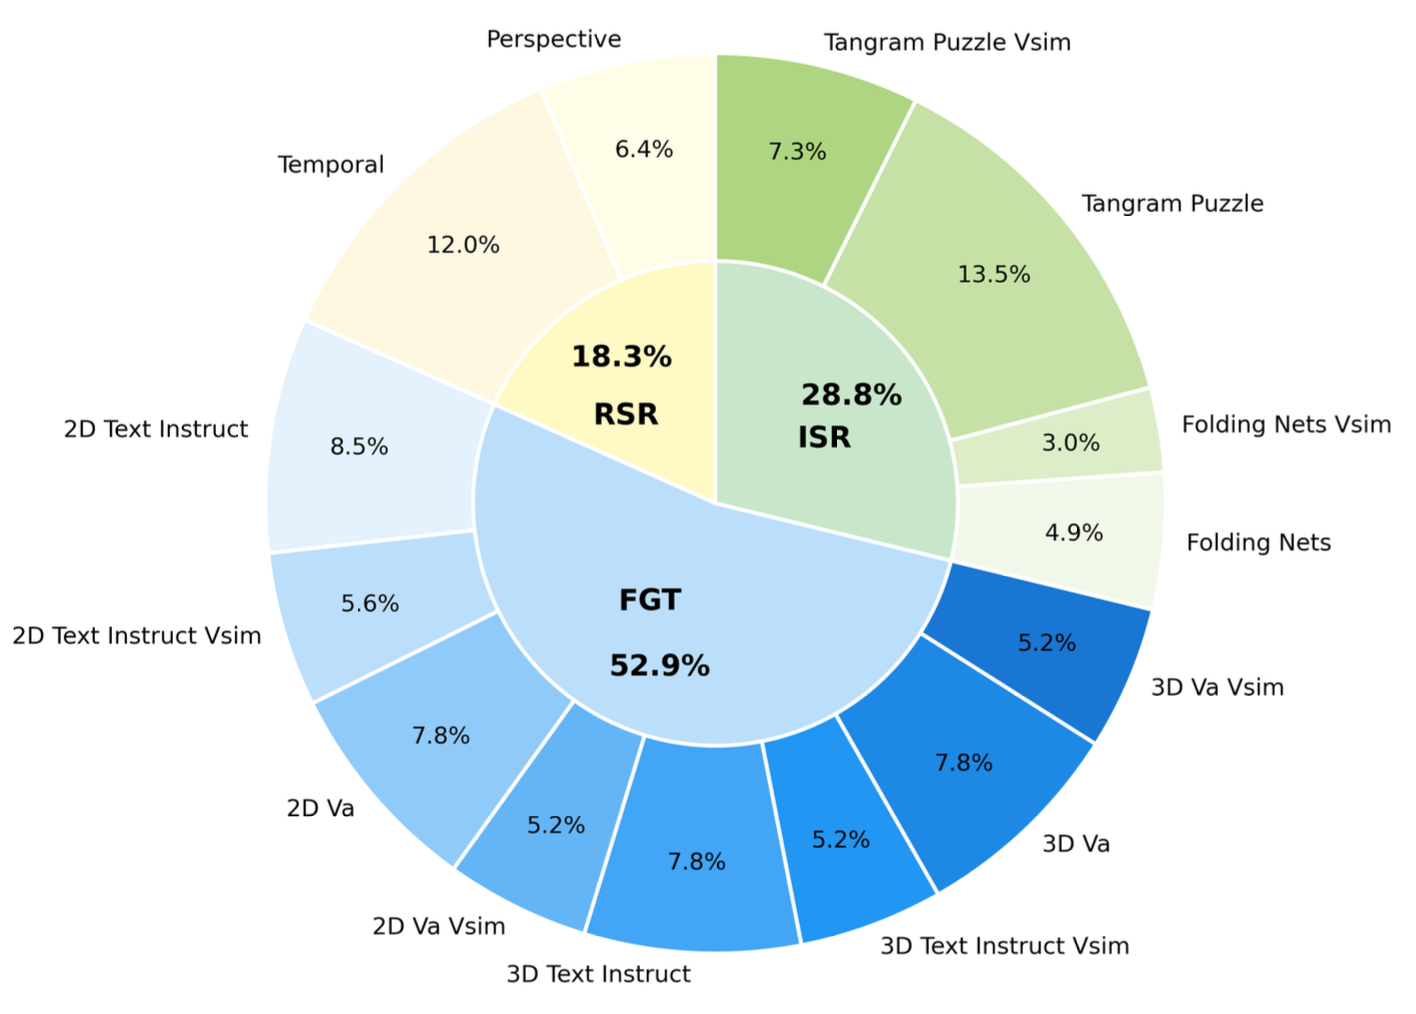 Perspective
Tangram Puzzle Vsim
6.4%
7.3%
Temporal
Tangram Puzzle
12.0%
13.5%
18.3%
RSR
28.8%
ISR
2D Text Instruct
8.5%
Folding Nets Vsim
3.0%
4.9%
Folding Nets
FGT
52.9%
5.6%
2D Text Instruct Vsim
5.2%
3D Va Vsim
7.8%
2D Va
7.8%
3D Va
5.2%
2D Va Vsim
7.8%
3D Text Instruct
5.2%
3D Text Instruct Vsim